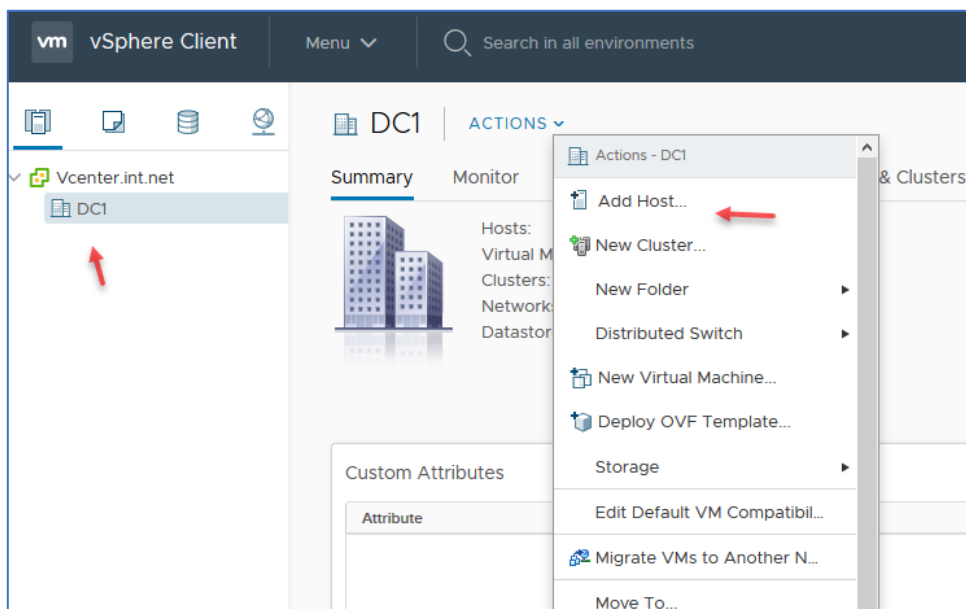 vm vSphere Client Menu Search in all environments
Vcenter.int.net
DC1
DC1 ACTIONS
Summary Monitor & Clusters
Hosts:
Virtual M
Clusters:
Network
Datastor
Custom Attributes
Attribute
Actions - DC1
Add Host...
New Cluster...
New Folder
Distributed Switch
New Virtual Machine...
Deploy OVF Template...
Storage
Edit Default VM Compatibil...
Migrate VMs to Another N...
Move To...